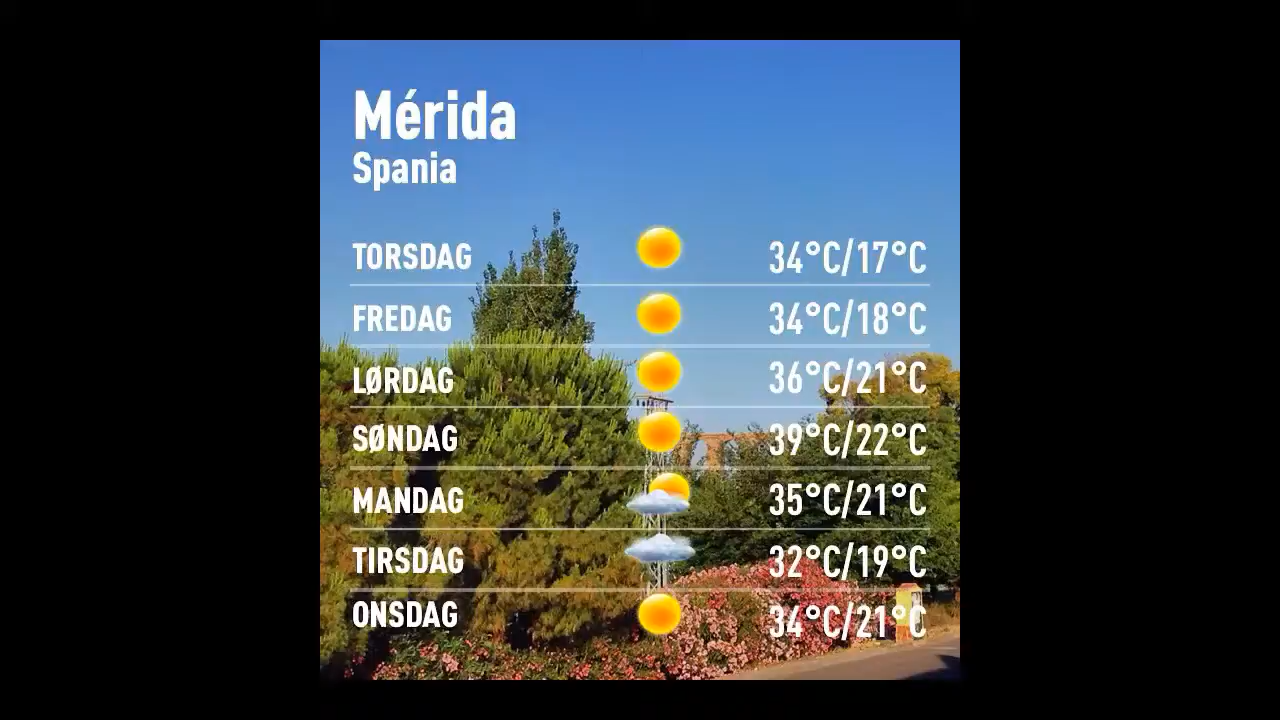 Mérida
Spania
TORSDAG 34°C/17°C
FREDAG 34°C/18°C
LØRDAG 36°C/21°C
SØNDAG 39°C/22°C
MANDAG 35°C/21°C
TIRSDAG 32°C/19°C
ONSDAG 34°C/21°C